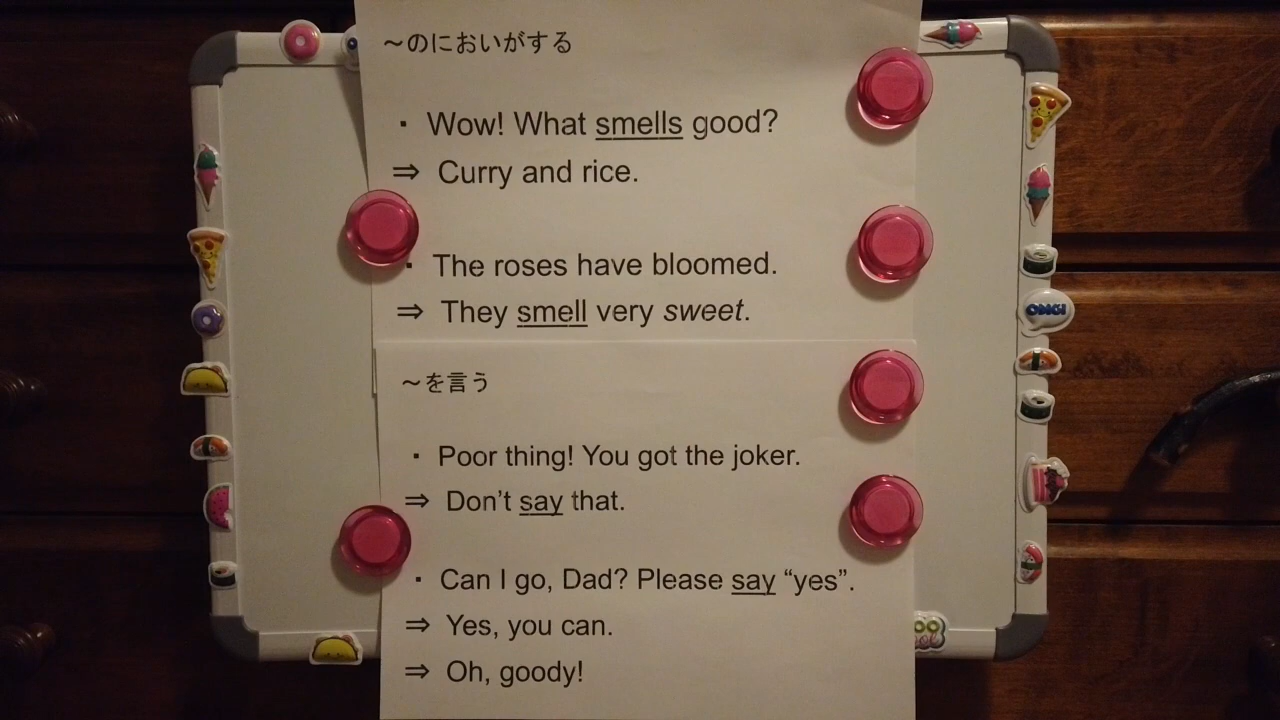 ～のにおいがする
・ Wow! What smells good?
⇒ Curry and rice.
・ The roses have bloomed.
⇒ They smell very sweet.
～を言う
・ Poor thing! You got the joker.
⇒ Don't say that.
・ Can I go, Dad? Please say “yes”.
⇒ Yes, you can.
⇒ Oh, goody!
OMG!